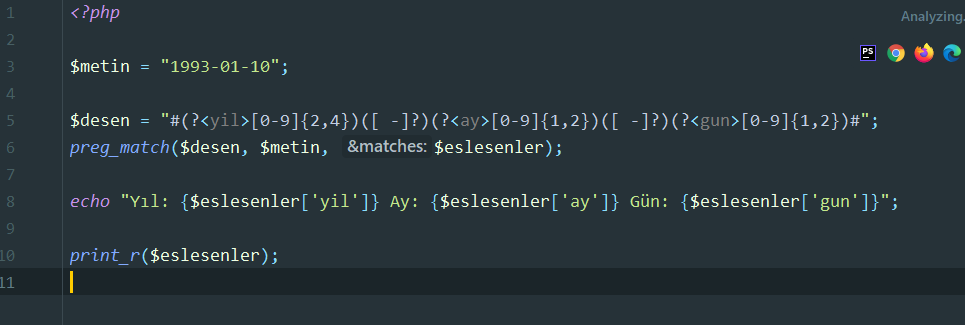 1 <?php
Analyzing.
2
PS
3 $metin = "1993-01-10";
4
5 $desen = "#(?<yil>[0-9]{2,4})([ -]?)(?<ay>[0-9]{1,2})([ -]?)(?<gun>[0-9]{1,2})#";
6 preg_match($desen, $metin, &matches: $eslesenler);
7
8 echo "Yıl: {$eslesenler['yil']} Ay: {$eslesenler['ay']} Gün: {$eslesenler['gun']}";
9
10 print_r($eslesenler);
11